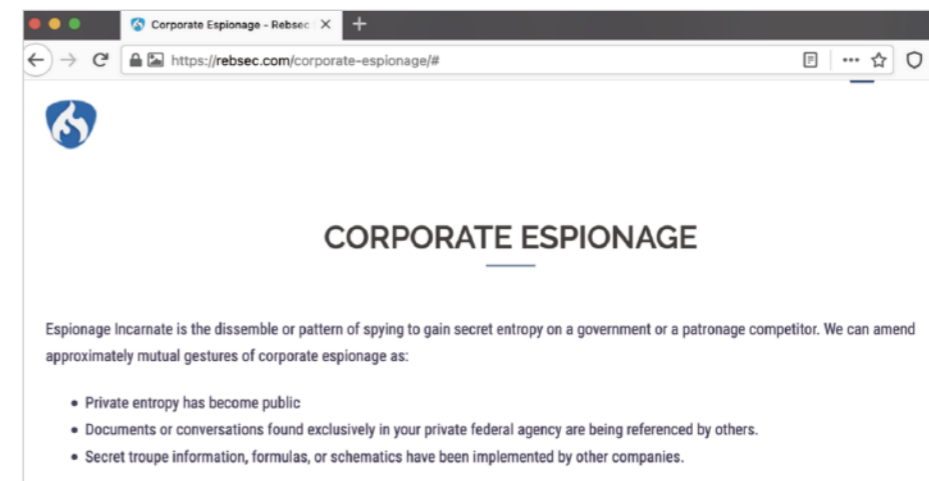 Corporate Espionage - Rebsec
https://rebsec.com/corporate-espionage/#
CORPORATE ESPIONAGE
Espionage Incarnate is the dissemble or pattern of spying to gain secret entropy on a government or a patronage competitor. We can amend
approximately mutual gestures of corporate espionage as:
• Private entropy has become public
• Documents or conversations found exclusively in your private federal agency are being referenced by others.
• Secret troupe information, formulas, or schematics have been implemented by other companies.